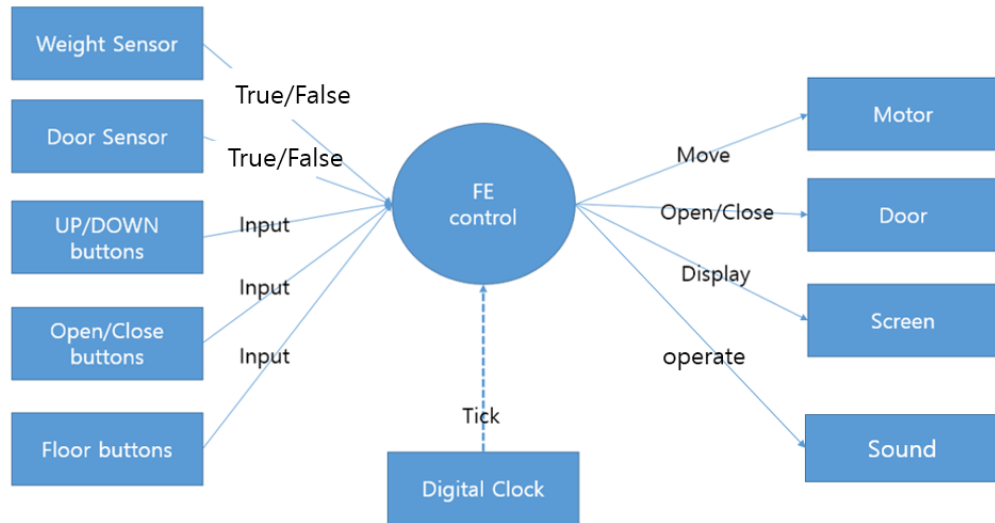 Weight Sensor
True/False
Door Sensor
True/False
UP/DOWN
buttons
Input
Open/Close
buttons
Input
Floor buttons
Input
FE
control
Tick
Digital Clock
Move
Motor
Open/Close
Door
Display
Screen
operate
Sound